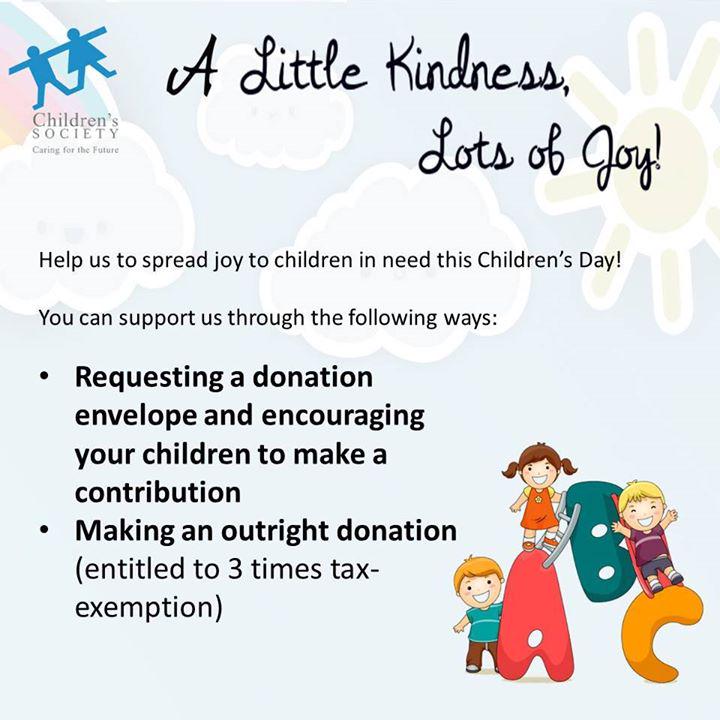 Children's
SOCIETY
Caring for the Future
A Little Kindness,
Lots of Joy!
Help us to spread joy to children in need this Children's Day!
You can support us through the following ways:
• Requesting a donation
envelope and encouraging
your children to make a
contribution
• Making an outright donation
(entitled to 3 times tax-
exemption)
A B C